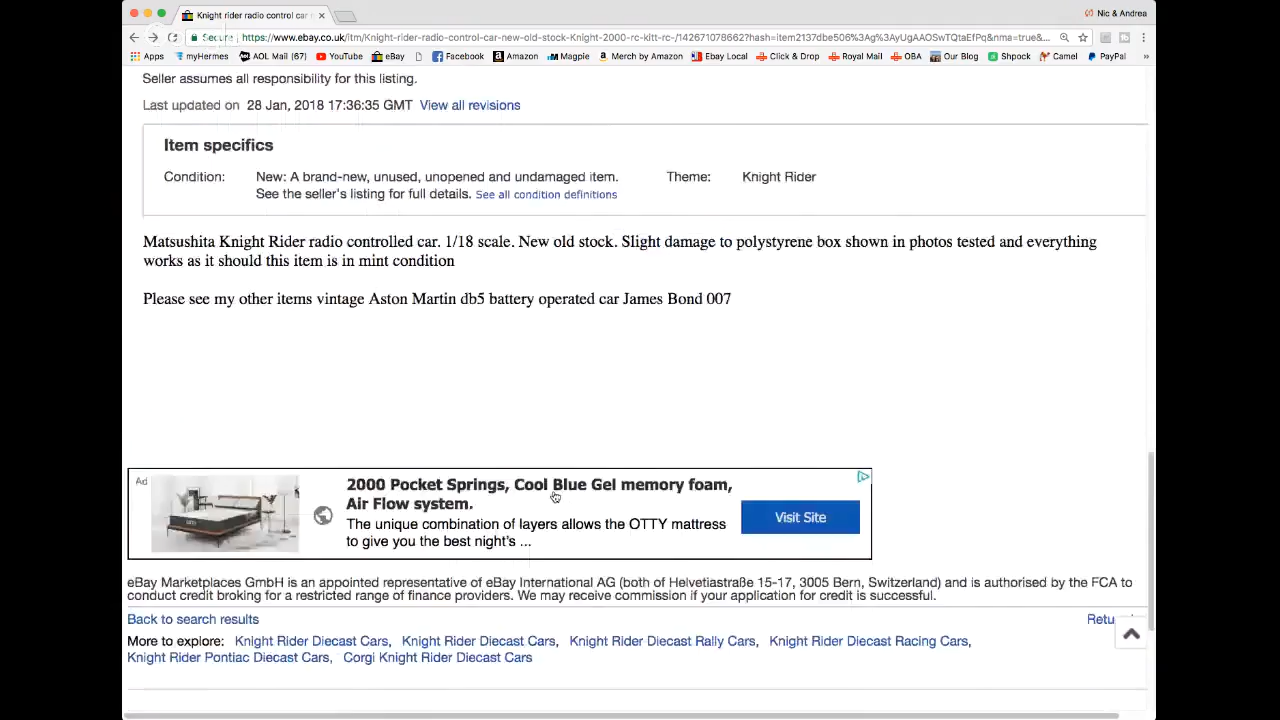 Knight rider radio control car
Nic & Andrea
Secure
https://www.ebay.co.uk/itm/Knight-rider-radio-control-car-new-old-stock-Knight-2000-rc-kitt-rc-/142671078662?hash=item2137dbe506%3Ag%3AyUgAAOSwTQtaEfPq&nma=true&...
Apps myHermes AOL Mail (67) YouTube eBay Facebook Amazon Magpie Merch by Amazon Ebay Local Click & Drop Royal Mail OBA Our Blog Shpock Camel PayPal »
Seller assumes all responsibility for this listing.
Last updated on 28 Jan, 2018 17:36:35 GMT View all revisions
Item specifics
Condition: New: A brand-new, unused, unopened and undamaged item. Theme: Knight Rider
See the seller's listing for full details. See all condition definitions
Matsushita Knight Rider radio controlled car. 1/18 scale. New old stock. Slight damage to polystyrene box shown in photos tested and everything
works as it should this item is in mint condition
Please see my other items vintage Aston Martin db5 battery operated car James Bond 007
Ad
2000 Pocket Springs, Cool Blue Gel memory foam,
Air Flow system.
The unique combination of layers allows the OTTY mattress
to give you the best night's ...
Visit Site
eBay Marketplaces GmbH is an appointed representative of eBay International AG (both of Helvetiastraße 15-17, 3005 Bern, Switzerland) and is authorised by the FCA to
conduct credit broking for a restricted range of finance providers. We may receive commission if your application for credit is successful.
Back to search results Retu
More to explore: Knight Rider Diecast Cars, Knight Rider Diecast Cars, Knight Rider Diecast Rally Cars, Knight Rider Diecast Racing Cars,
Knight Rider Pontiac Diecast Cars, Corgi Knight Rider Diecast Cars